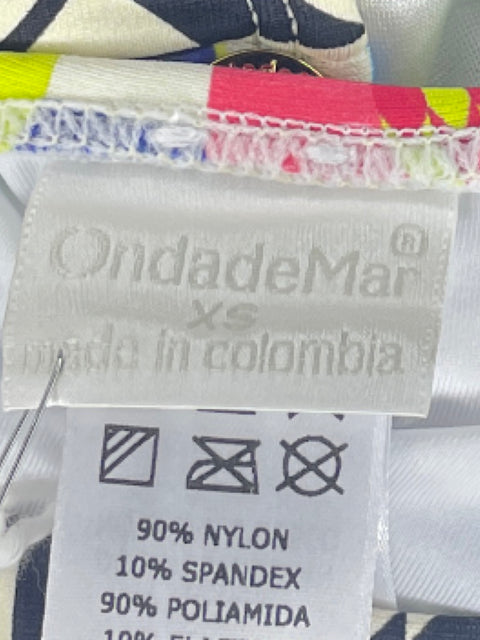 OndadeMar®
XS
made in colombia
90% NYLON
10% SPANDEX
90% POLIAMIDA